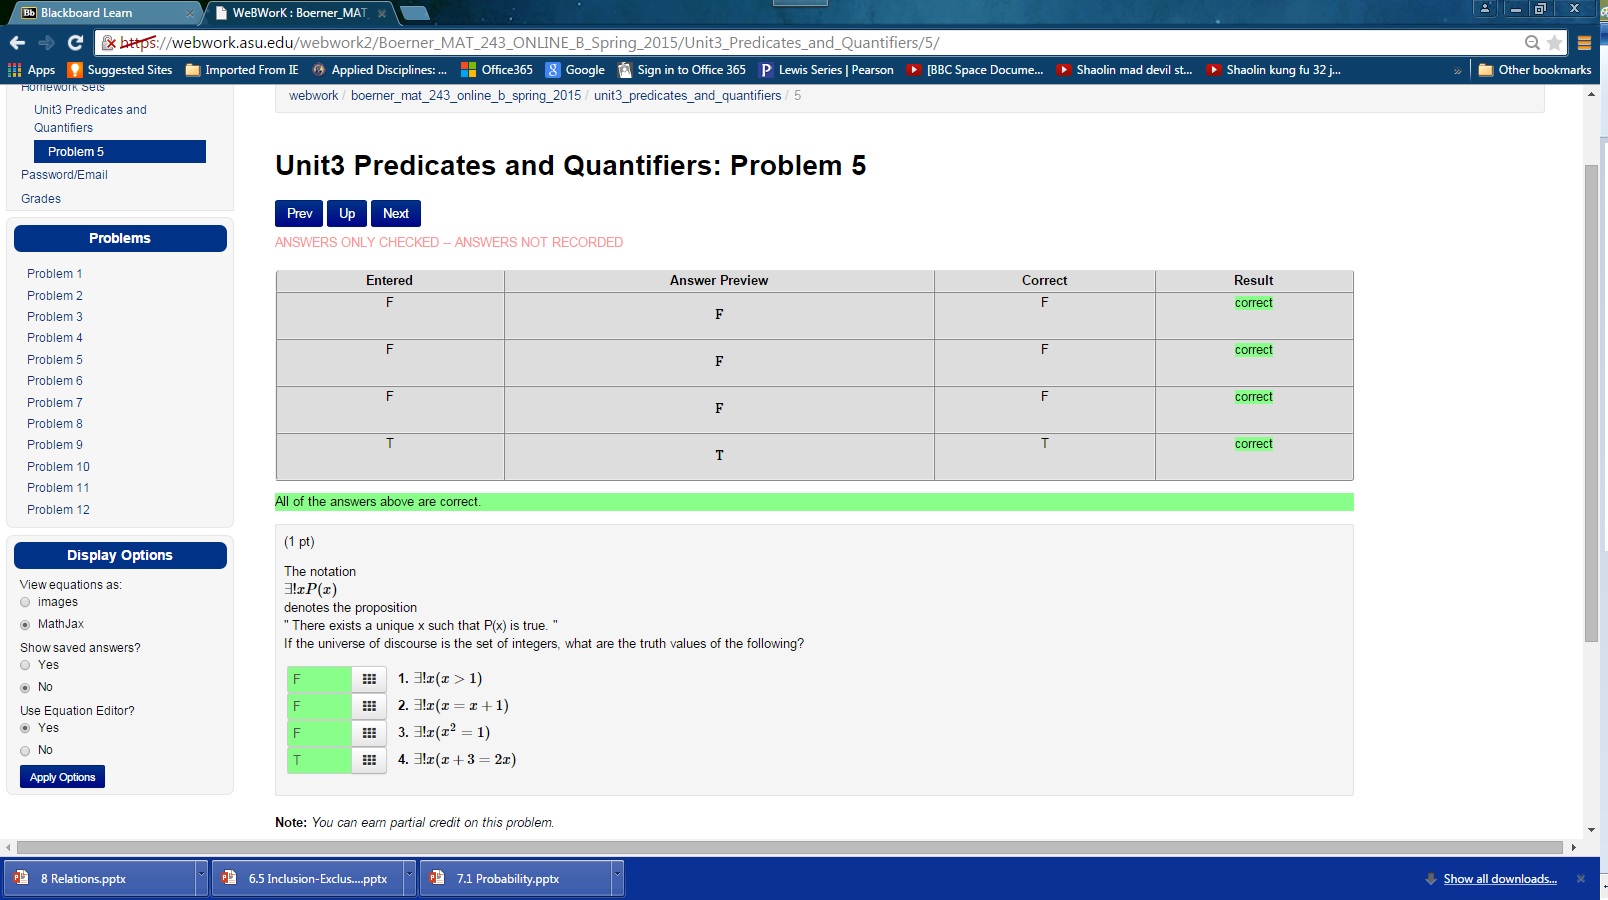 Blackboard Learn
WeBWorK : Boerner_MAT_
https://webwork.asu.edu/webwork2/Boerner_MAT_243_ONLINE_B_Spring_2015/Unit3_Predicates_and_Quantifiers/5/
Apps Suggested Sites Imported From IE Applied Disciplines: ... Office365 Google Sign in to Office 365 Lewis Series | Pearson [BBC Space Docume... Shaolin mad devil st... Shaolin kung fu 32 j... » Other bookmarks
Homework Sets
Unit3 Predicates and
Quantifiers
Problem 5
Password/Email
Grades
Problems
Problem 1
Problem 2
Problem 3
Problem 4
Problem 5
Problem 6
Problem 7
Problem 8
Problem 9
Problem 10
Problem 11
Problem 12
Display Options
View equations as:
images
MathJax
Show saved answers?
Yes
No
Use Equation Editor?
Yes
No
Apply Options
webwork / boerner_mat_243_online_b_spring_2015 / unit3_predicates_and_quantifiers / 5
Unit3 Predicates and Quantifiers: Problem 5
Prev Up Next
ANSWERS ONLY CHECKED -- ANSWERS NOT RECORDED
Entered Answer Preview Correct Result
F F F correct
F F F correct
F F F correct
T T T correct
All of the answers above are correct.
(1 pt)
The notation
∃!xP(x)
denotes the proposition
" There exists a unique x such that P(x) is true. "
If the universe of discourse is the set of integers, what are the truth values of the following?
F 1. ∃!x(x > 1)
F 2. ∃!x(x = x + 1)
F 3. ∃!x(x² = 1)
T 4. ∃!x(x + 3 = 2x)
Note: You can earn partial credit on this problem.
8 Relations.pptx
6.5 Inclusion-Exclus....pptx
7.1 Probability.pptx
Show all downloads...